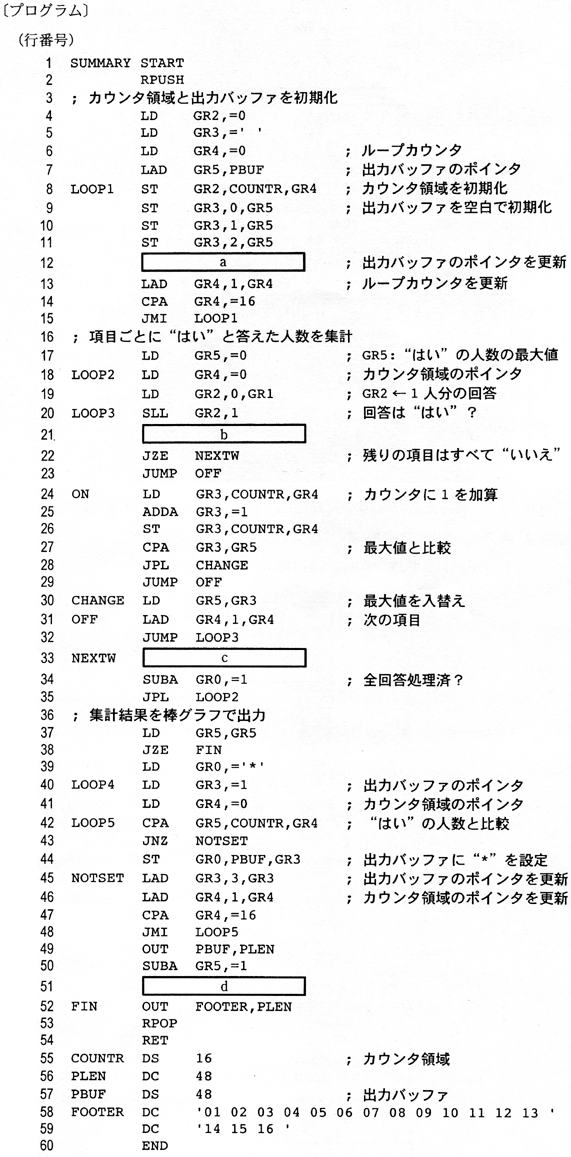 〔プログラム〕
(行番号)
1 SUMMARY START
2 RPUSH
3 ; カウンタ領域と出力バッファを初期化
4 LD GR2,=0
5 LD GR3,=' '
6 LD GR4,=0 ; ループカウンタ
7 LAD GR5,PBUF ; 出力バッファのポインタ
8 LOOP1 ST GR2,COUNTR,GR4 ; カウンタ領域を初期化
9 ST GR3,0,GR5 ; 出力バッファを空白で初期化
10 ST GR3,1,GR5
11 ST GR3,2,GR5
12 a ; 出力バッファのポインタを更新
13 LAD GR4,1,GR4 ; ループカウンタを更新
14 CPA GR4,=16
15 JMI LOOP1
16 ; 項目ごとに“はい”と答えた人数を集計
17 LD GR5,=0 ; GR5:“はい”の人数の最大値
18 LOOP2 LD GR4,=0 ; カウンタ領域のポインタ
19 LD GR2,0,GR1 ; GR2 ← 1 人分の回答
20 LOOP3 SLL GR2,1 ; 回答は“はい”?
21 b
22 JZE NEXTW ; 残りの項目はすべて“いいえ”
23 JUMP OFF
24 ON LD GR3,COUNTR,GR4 ; カウンタに 1 を加算
25 ADDA GR3,=1
26 ST GR3,COUNTR,GR4
27 CPA GR3,GR5 ; 最大値と比較
28 JPL CHANGE
29 JUMP OFF
30 CHANGE LD GR5,GR3 ; 最大値を入替え
31 OFF LAD GR4,1,GR4 ; 次の項目
32 JUMP LOOP3
33 NEXTW c
34 SUBA GR0,=1 ; 全回答処理済?
35 JPL LOOP2
36 ; 集計結果を棒グラフで出力
37 LD GR5,GR5
38 JZE FIN
39 LD GR0,='*'
40 LOOP4 LD GR3,=1 ; 出力バッファのポインタ
41 LD GR4,=0 ; カウンタ領域のポインタ
42 LOOP5 CPA GR5,COUNTR,GR4 ; “はい”の人数と比較
43 JNZ NOTSET
44 ST GR0,PBUF,GR3 ; 出力バッファに“*”を設定
45 NOTSET LAD GR3,3,GR3 ; 出力バッファのポインタを更新
46 LAD GR4,1,GR4 ; カウンタ領域のポインタを更新
47 CPA GR4,=16
48 JMI LOOP5
49 OUT PBUF,PLEN
50 SUBA GR5,=1
51 d
52 FIN OUT FOOTER,PLEN
53 RPOP
54 RET
55 COUNTR DS 16 ; カウンタ領域
56 PLEN DC 48
57 PBUF DS 48 ; 出力バッファ
58 FOOTER DC '01 02 03 04 05 06 07 08 09 10 11 12 13 '
59 DC '14 15 16 '
60 END